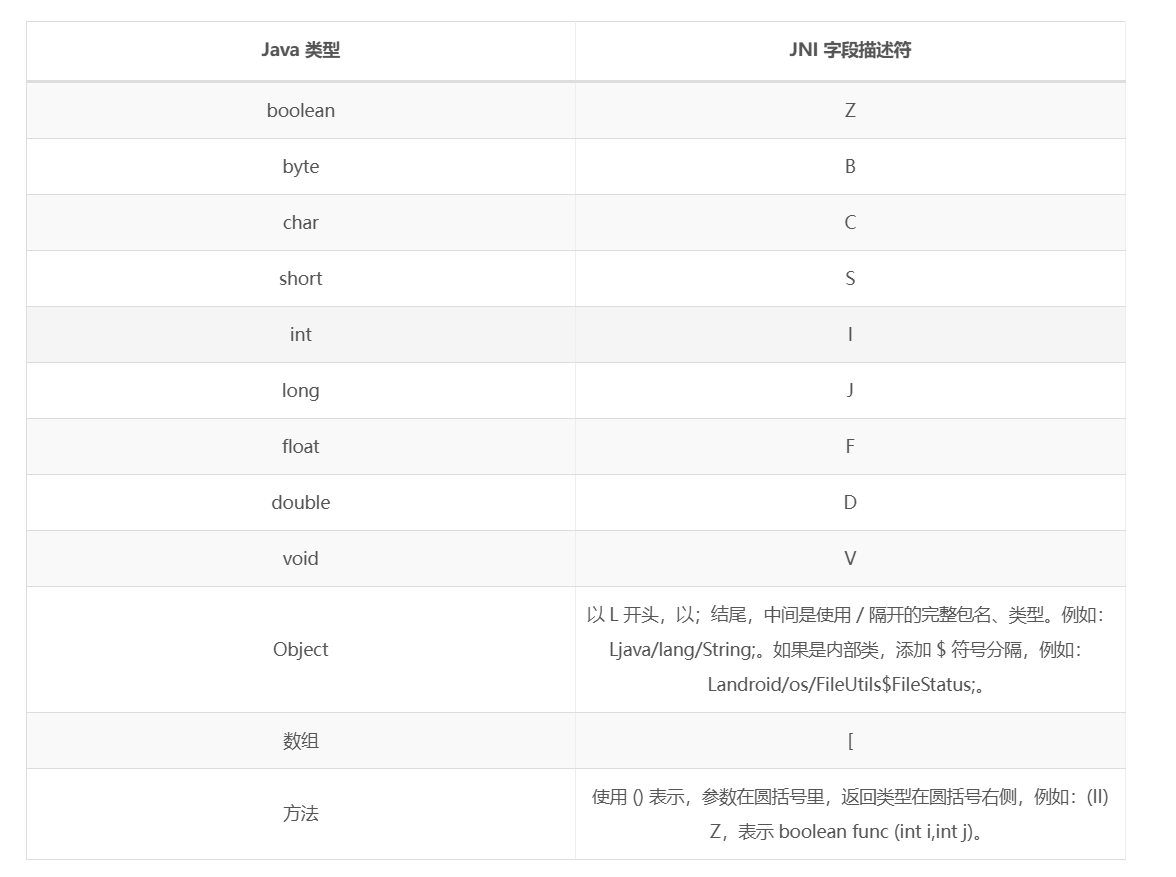 Java 类型 JNI 字段描述符
boolean Z
byte B
char C
short S
int I
long J
float F
double D
void V
以 L 开头，以；结尾，中间是使用 / 隔开的完整包名、类型。例如：
Object Ljava/lang/String;。如果是内部类，添加 $ 符号分隔，例如：
Landroid/os/FileUtils$FileStatus;。
数组 [
使用 () 表示，参数在圆括号里，返回类型在圆括号右侧，例如：(II)
方法
Z，表示 boolean func (int i,int j)。